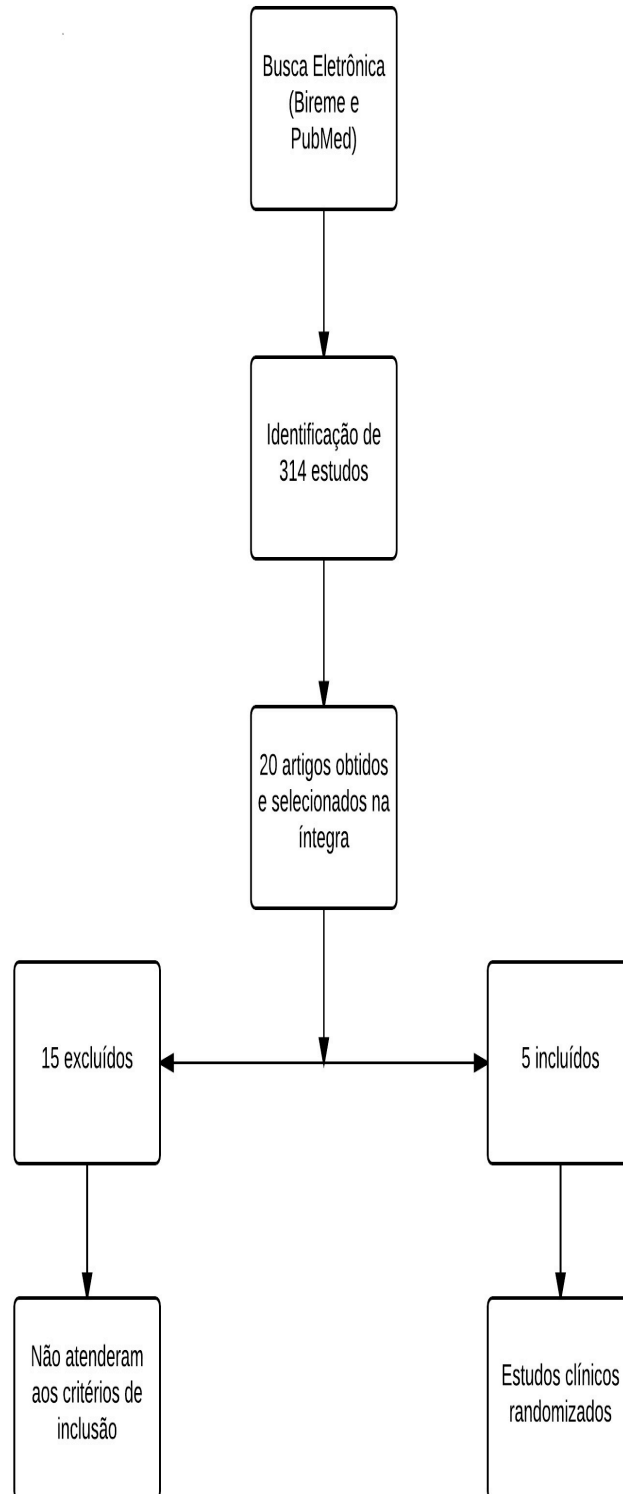 Busca Eletrônica
(Bireme e
PubMed)
Identificação de
314 estudos
20 artigos obtidos
e selecionados na
íntegra
15 excluídos
5 incluídos
Não atenderam
aos critérios de
inclusão
Estudos clínicos
randomizados